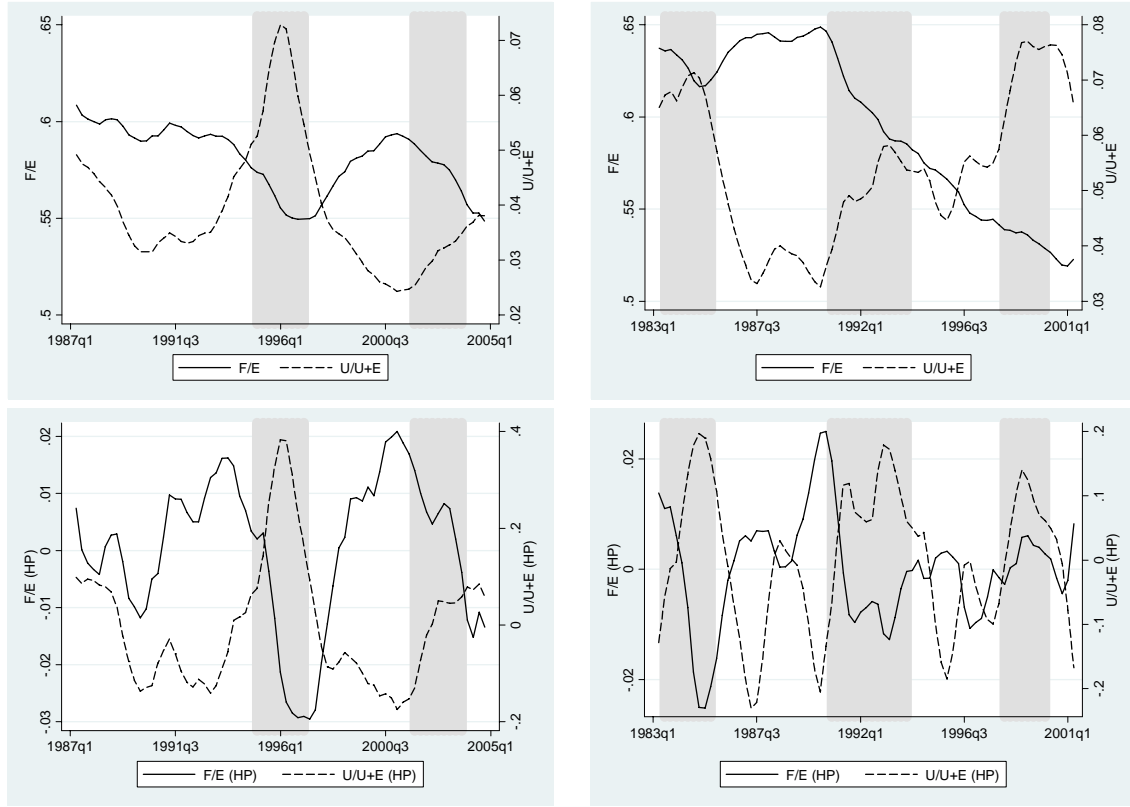 .65
.6
.55
.5
F/E
.07
.06
.05
.04
.03
.02
U/U+E
1987q1 1991q3 1996q1 2000q3 2005q1
F/E U/U+E
.65
.6
.55
.5
F/E
.08
.07
.06
.05
.04
.03
U/U+E
1983q1 1987q3 1992q1 1996q3 2001q1
F/E U/U+E
.02
.01
0
-.01
-.02
-.03
F/E (HP)
.4
.2
0
-.2
U/U+E (HP)
1987q1 1991q3 1996q1 2000q3 2005q1
F/E (HP) U/U+E (HP)
.02
0
-.02
F/E (HP)
.2
.1
0
-.1
-.2
U/U+E (HP)
1983q1 1987q3 1992q1 1996q3 2001q1
F/E (HP) U/U+E (HP)